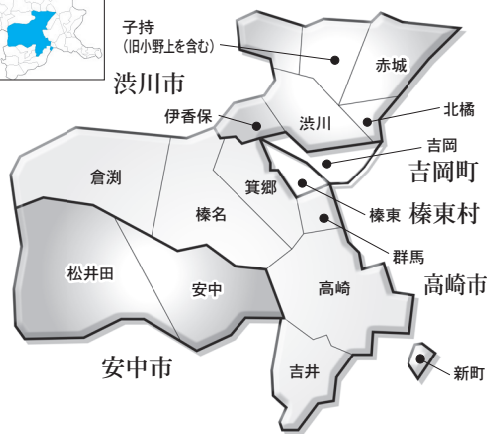 子持
（旧小野上を含む）
赤城
渋川市
北橘
伊香保
渋川
吉岡
吉岡町
倉渕
箕郷
榛名
榛東
榛東村
群馬
松井田
安中
高崎
高崎市
安中市
吉井
新町